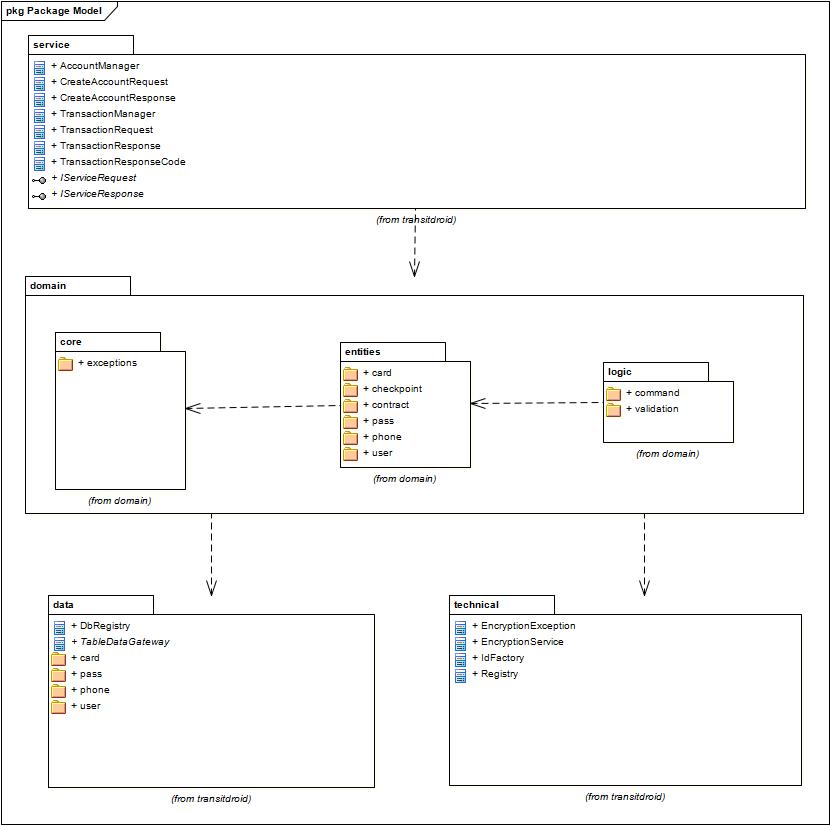 pkg Package Model
service
+ AccountManager
+ CreateAccountRequest
+ CreateAccountResponse
+ TransactionManager
+ TransactionRequest
+ TransactionResponse
+ TransactionResponseCode
+ IServiceRequest
+ IServiceResponse
(from transitdroid)
domain
core
+ exceptions
(from domain)
entities
+ card
+ checkpoint
+ contract
+ pass
+ phone
+ user
(from domain)
logic
+ command
+ validation
(from domain)
data
+ DbRegistry
+ TableDataGateway
+ card
+ pass
+ phone
+ user
(from transitdroid)
technical
+ EncryptionException
+ EncryptionService
+ IdFactory
+ Registry
(from transitdroid)